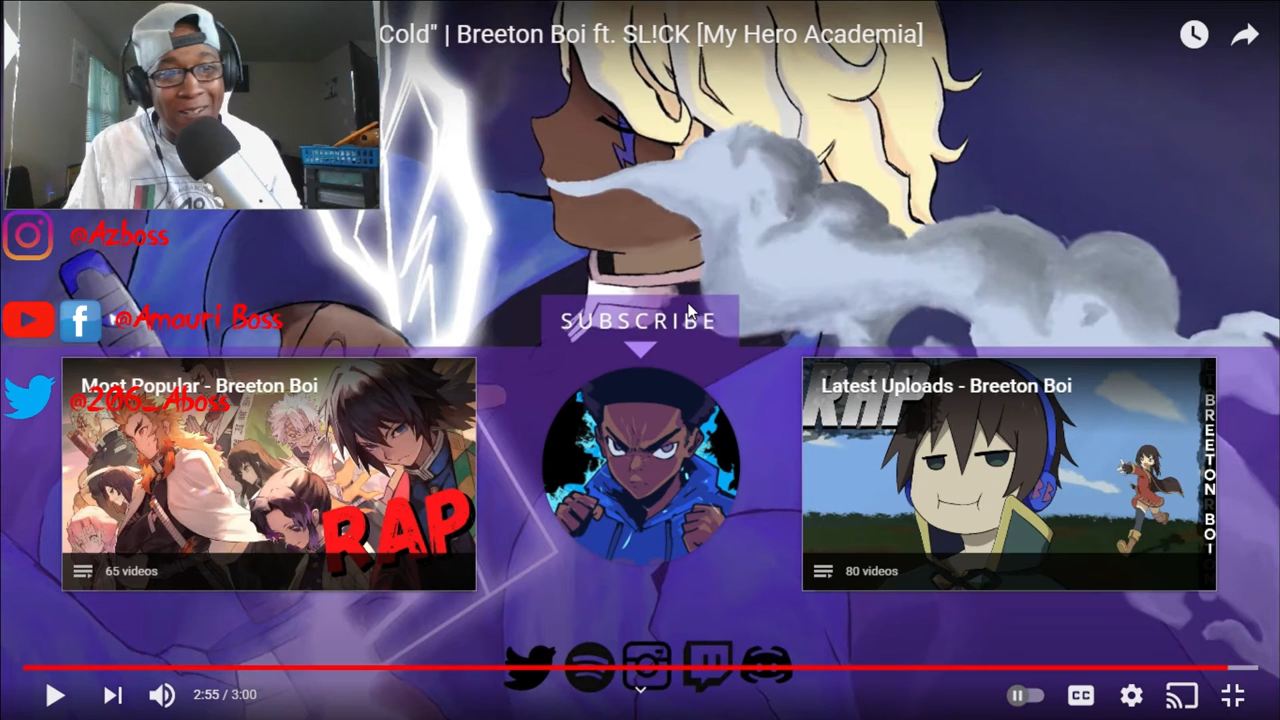 Cold" | Breeton Boi ft. SL!CK [My Hero Academia]
@Azboss
@Amouri Boss
SUBSCRIBE
Most Popular - Breeton Boi
@206_Aboss
RAP
65 videos
Latest Uploads - Breeton Boi
RAP
BREETON BOI
80 videos
2:55 / 3:00
CC